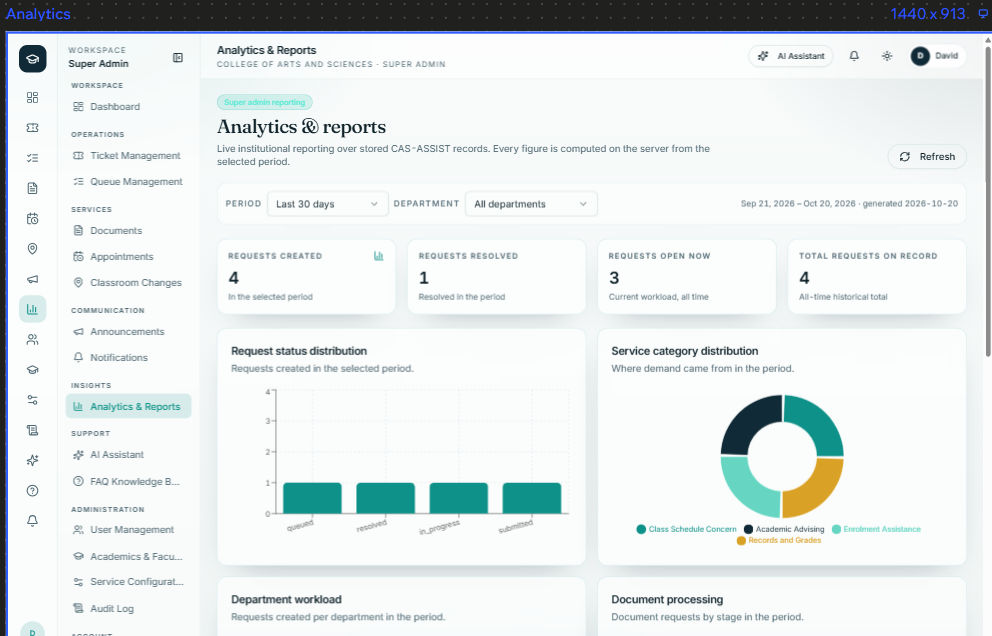 Analytics
1440 x 913
WORKSPACE
Super Admin
WORKSPACE
Dashboard
OPERATIONS
Ticket Management
Queue Management
SERVICES
Documents
Appointments
Classroom Changes
COMMUNICATION
Announcements
Notifications
INSIGHTS
Analytics & Reports
SUPPORT
AI Assistant
FAQ Knowledge B...
ADMINISTRATION
User Management
Academics & Facu...
Service Configurat...
Audit Log
D
Analytics & Reports
COLLEGE OF ARTS AND SCIENCES - SUPER ADMIN
AI Assistant
D David
Super admin reporting
Analytics & reports
Live institutional reporting over stored CAS-ASSIST records. Every figure is computed on the server from the
selected period.
Refresh
PERIOD Last 30 days DEPARTMENT All departments
Sep 21, 2026 – Oct 20, 2026 · generated 2026-10-20
REQUESTS CREATED
4
In the selected period
REQUESTS RESOLVED
1
Resolved in the period
REQUESTS OPEN NOW
3
Current workload, all time
TOTAL REQUESTS ON RECORD
4
All-time historical total
Request status distribution
Requests created in the selected period.
4
3
2
1
0
queued resolved in_progress submitted
Service category distribution
Where demand came from in the period.
Class Schedule Concern Academic Advising Enrolment Assistance
Records and Grades
Department workload
Requests created per department in the period.
Document processing
Document requests by stage in the period.